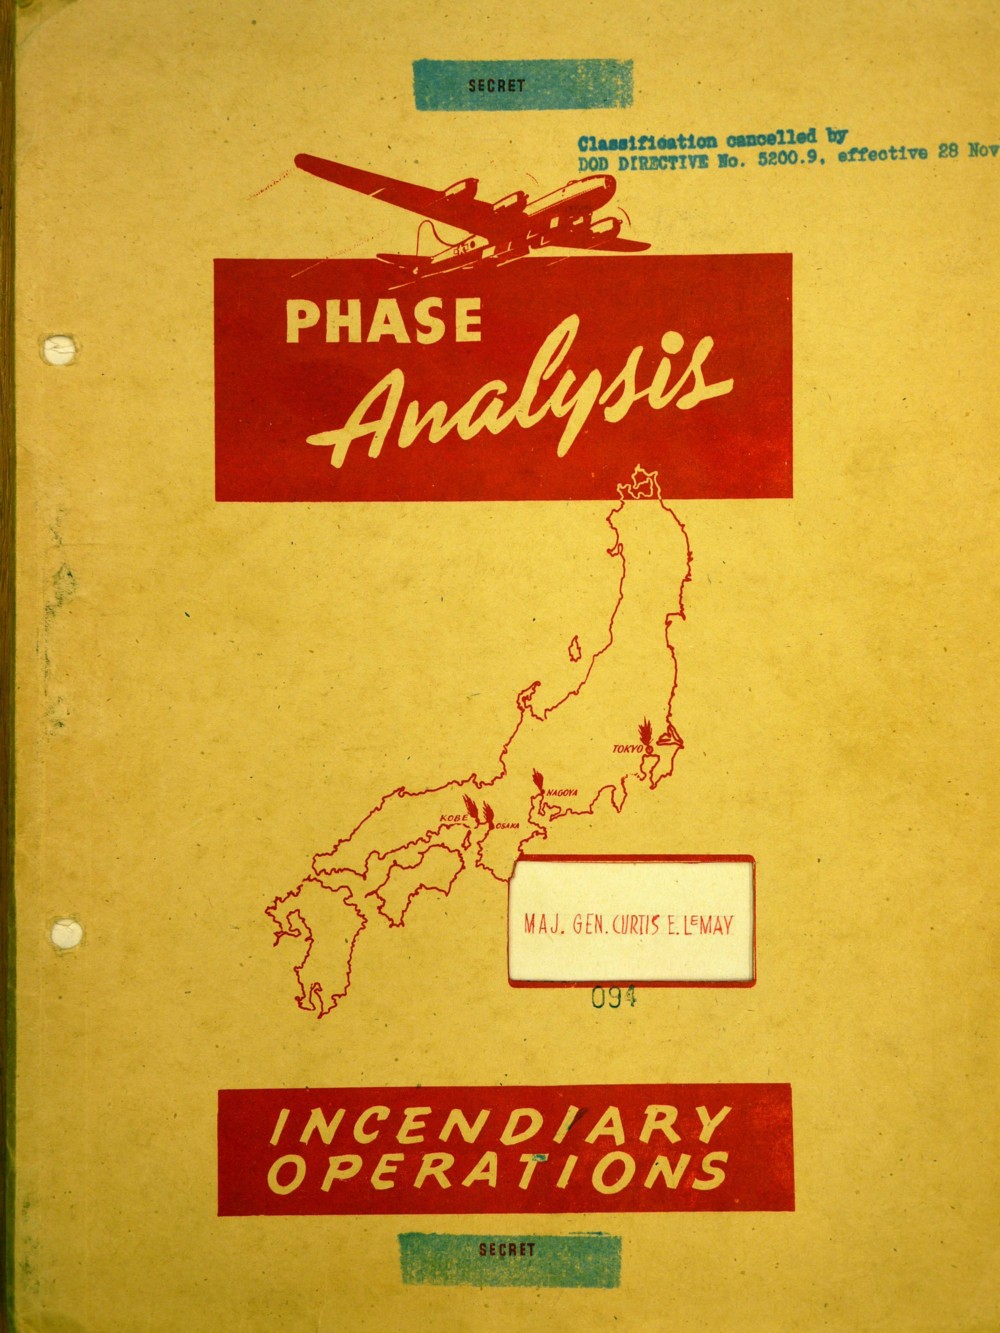 SECRET
Classification cancelled by
DOD DIRECTIVE No. 5200.9, effective 28 Nov
PHASE
Analysis
TOKYO
NAGOYA
KOBE
OSAKA
MAJ. GEN. CURTIS E. LeMAY
094
INCENDIARY
OPERATIONS
SECRET